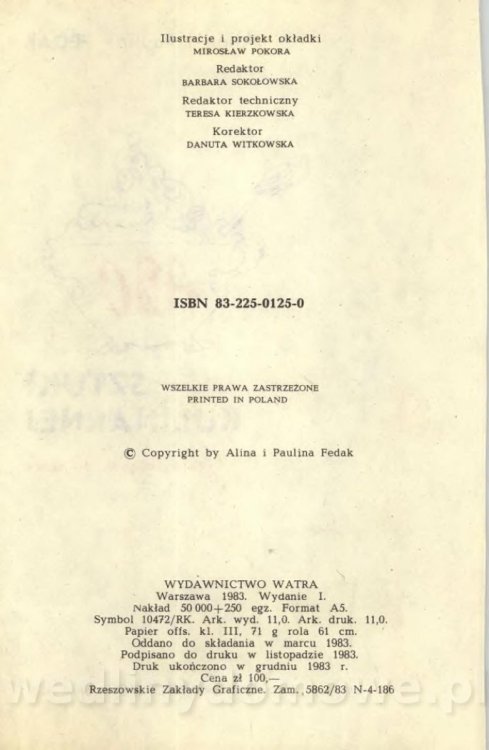 Ilustracje i projekt okładki
MIROSŁAW POKORA
Redaktor
BARBARA SOKOŁOWSKA
Redaktor techniczny
TERESA KIERZKOWSKA
Korektor
DANUTA WITKOWSKA
ISBN 83-225-0125-0
WSZELKIE PRAWA ZASTRZEŻONE
PRINTED IN POLAND
© Copyright by Alina i Paulina Fedak
WYDAWNICTWO WATRA
Warszawa 1983. Wydanie I.
Nakład 50 000+250 egz. Format A5.
Symbol 10472/RK. Ark. wyd. 11,0. Ark. druk. 11,0.
Papier offs. kl. III, 71 g rola 61 cm.
Oddano do składania w marcu 1983.
Podpisano do druku w listopadzie 1983.
Druk ukończono w grudniu 1983 r.
Cena zł 100,—
Rzeszowskie Zakłady Graficzne. Zam. 5862/83 N-4-186
wedlinydomowe.pl